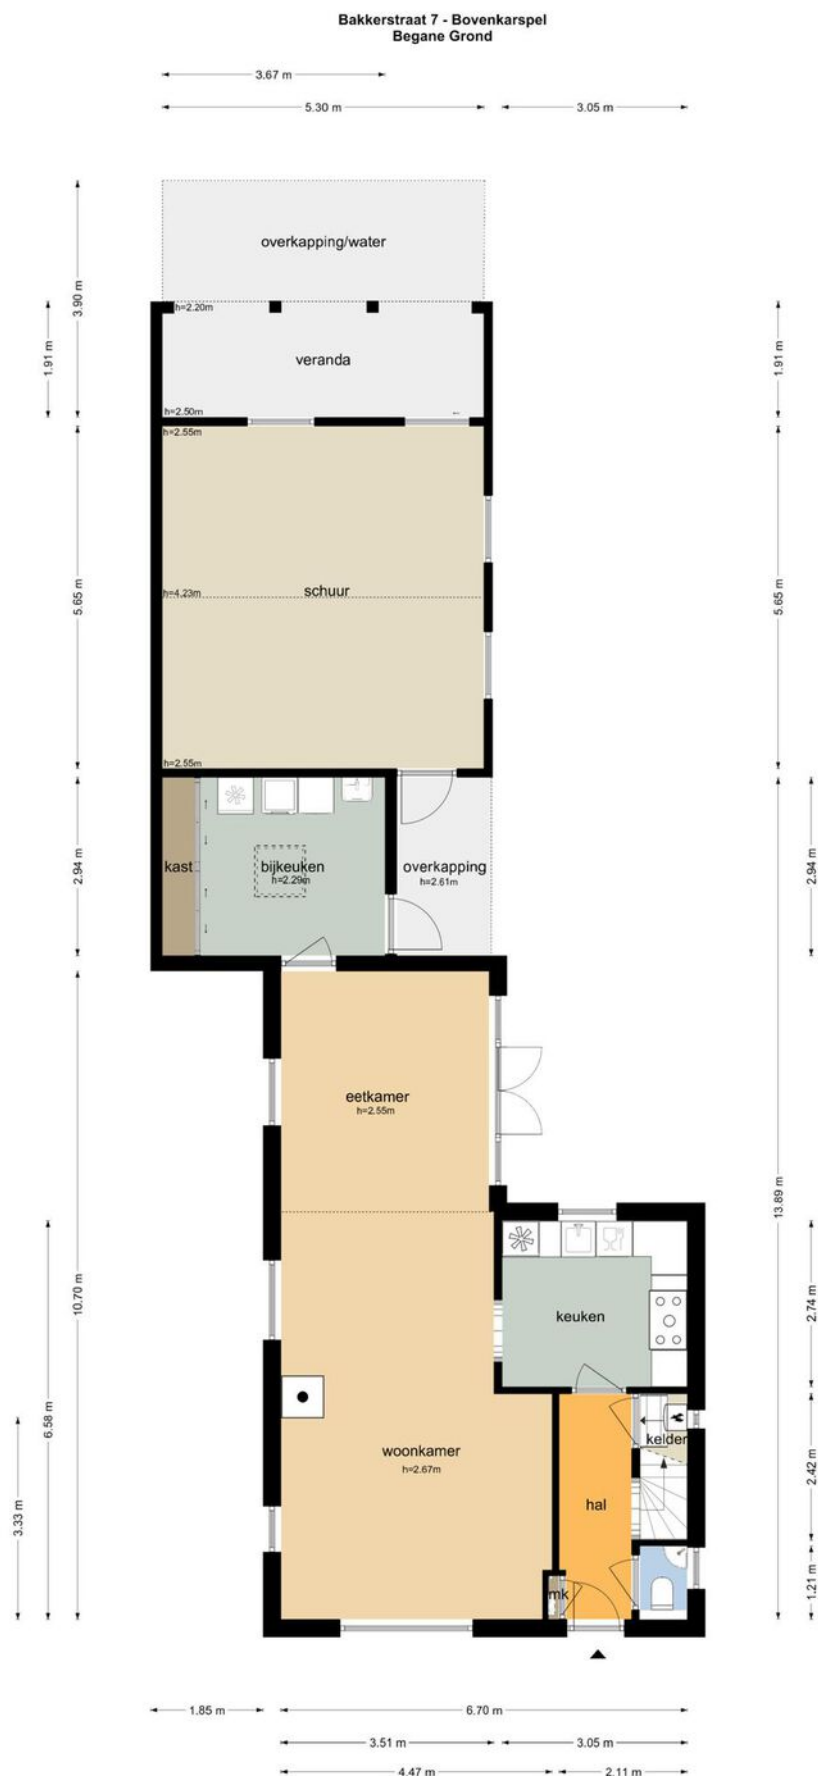 Bakkerstraat 7 - Bovenkarspel
Begane Grond
3.67 m
5.30 m
3.05 m
overkapping/water
3.90 m
h=2.20m
1.91 m
1.91 m
veranda
h=2.50m
h=2.55m
5.65 m
5.65 m
h=4.23m
schuur
h=2.55m
2.94 m
2.94 m
kast
bijkeuken
h=2.29m
overkapping
h=2.61m
eetkamer
h=2.55m
13.89 m
10.70 m
2.74 m
keuken
6.58 m
woonkamer
h=2.67m
kelder
2.42 m
3.33 m
hal
mk
1.21 m
1.85 m
6.70 m
3.51 m
3.05 m
4.47 m
2.11 m